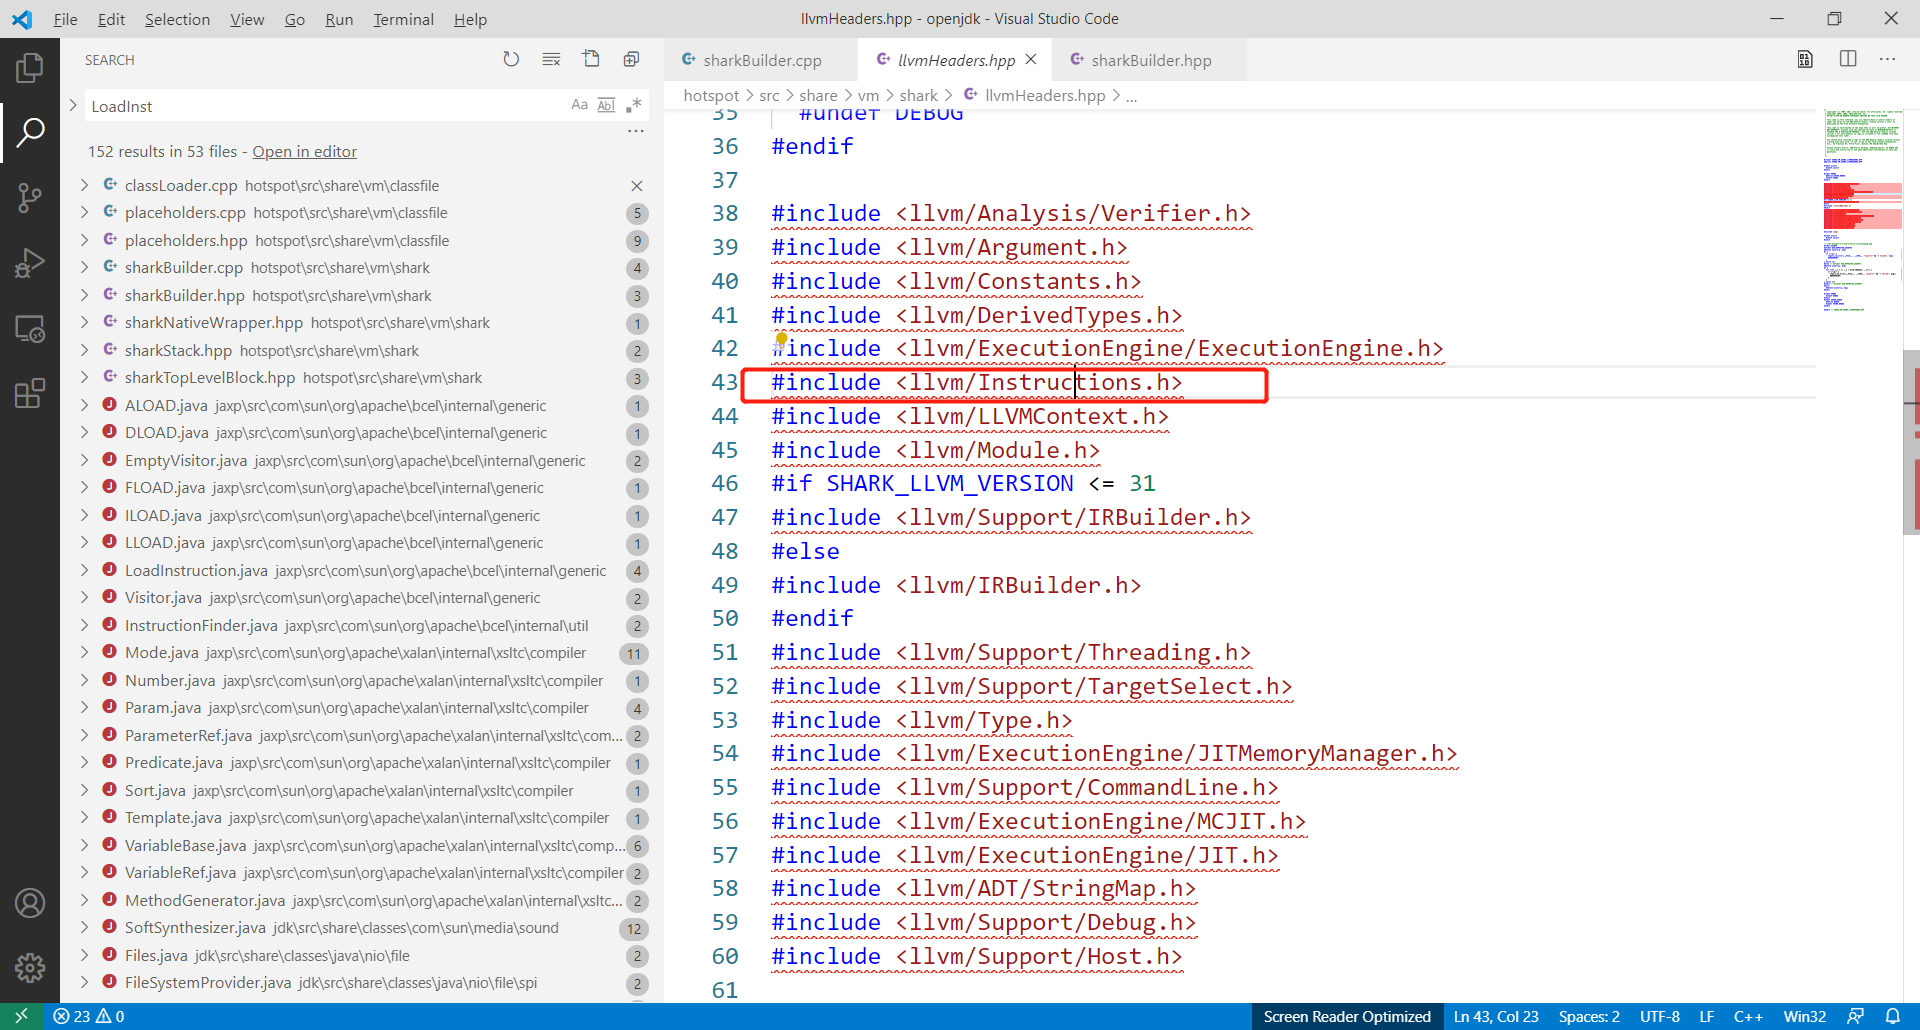 File Edit Selection View Go Run Terminal Help
llvmHeaders.hpp - openjdk - Visual Studio Code
SEARCH
LoadInst
Aa Abl .*
152 results in 53 files - Open in editor
classLoader.cpp hotspot\src\share\vm\classfile
placeholders.cpp hotspot\src\share\vm\classfile 5
placeholders.hpp hotspot\src\share\vm\classfile 9
sharkBuilder.cpp hotspot\src\share\vm\shark 4
sharkBuilder.hpp hotspot\src\share\vm\shark 3
sharkNativeWrapper.hpp hotspot\src\share\vm\shark 1
sharkStack.hpp hotspot\src\share\vm\shark 2
sharkTopLevelBlock.hpp hotspot\src\share\vm\shark 3
ALOAD.java jaxp\src\com\sun\org\apache\bcel\internal\generic 1
DLOAD.java jaxp\src\com\sun\org\apache\bcel\internal\generic 1
EmptyVisitor.java jaxp\src\com\sun\org\apache\bcel\internal\generic 2
FLOAD.java jaxp\src\com\sun\org\apache\bcel\internal\generic 1
ILOAD.java jaxp\src\com\sun\org\apache\bcel\internal\generic 1
LLOAD.java jaxp\src\com\sun\org\apache\bcel\internal\generic 1
LoadInstruction.java jaxp\src\com\sun\org\apache\bcel\internal\generic 4
Visitor.java jaxp\src\com\sun\org\apache\bcel\internal\generic 2
InstructionFinder.java jaxp\src\com\sun\org\apache\bcel\internal\util 2
Mode.java jaxp\src\com\sun\org\apache\xalan\internal\xsltc\compiler 11
Number.java jaxp\src\com\sun\org\apache\xalan\internal\xsltc\compiler 1
Param.java jaxp\src\com\sun\org\apache\xalan\internal\xsltc\compiler 4
ParameterRef.java jaxp\src\com\sun\org\apache\xalan\internal\xsltc\com... 2
Predicate.java jaxp\src\com\sun\org\apache\xalan\internal\xsltc\compiler 1
Sort.java jaxp\src\com\sun\org\apache\xalan\internal\xsltc\compiler 1
Template.java jaxp\src\com\sun\org\apache\xalan\internal\xsltc\compiler 1
VariableBase.java jaxp\src\com\sun\org\apache\xalan\internal\xsltc\comp... 6
VariableRef.java jaxp\src\com\sun\org\apache\xalan\internal\xsltc\compiler 2
MethodGenerator.java jaxp\src\com\sun\org\apache\xalan\internal\xsltc... 2
SoftSynthesizer.java jdk\src\share\classes\com\sun\media\sound 12
Files.java jdk\src\share\classes\java\nio\file 2
FileSystemProvider.java jdk\src\share\classes\java\nio\file\spi 2
sharkBuilder.cpp llvmHeaders.hpp sharkBuilder.hpp
hotspot > src > share > vm > shark > llvmHeaders.hpp > ...
35 #undef DEBUG
36 #endif
37
38 #include <llvm/Analysis/Verifier.h>
39 #include <llvm/Argument.h>
40 #include <llvm/Constants.h>
41 #include <llvm/DerivedTypes.h>
42 #include <llvm/ExecutionEngine/ExecutionEngine.h>
43 #include <llvm/Instructions.h>
44 #include <llvm/LLVMContext.h>
45 #include <llvm/Module.h>
46 #if SHARK_LLVM_VERSION <= 31
47 #include <llvm/Support/IRBuilder.h>
48 #else
49 #include <llvm/IRBuilder.h>
50 #endif
51 #include <llvm/Support/Threading.h>
52 #include <llvm/Support/TargetSelect.h>
53 #include <llvm/Type.h>
54 #include <llvm/ExecutionEngine/JITMemoryManager.h>
55 #include <llvm/Support/CommandLine.h>
56 #include <llvm/ExecutionEngine/MCJIT.h>
57 #include <llvm/ExecutionEngine/JIT.h>
58 #include <llvm/ADT/StringMap.h>
59 #include <llvm/Support/Debug.h>
60 #include <llvm/Support/Host.h>
61
23 0 Screen Reader Optimized Ln 43, Col 23 Spaces: 2 UTF-8 LF C++ Win32